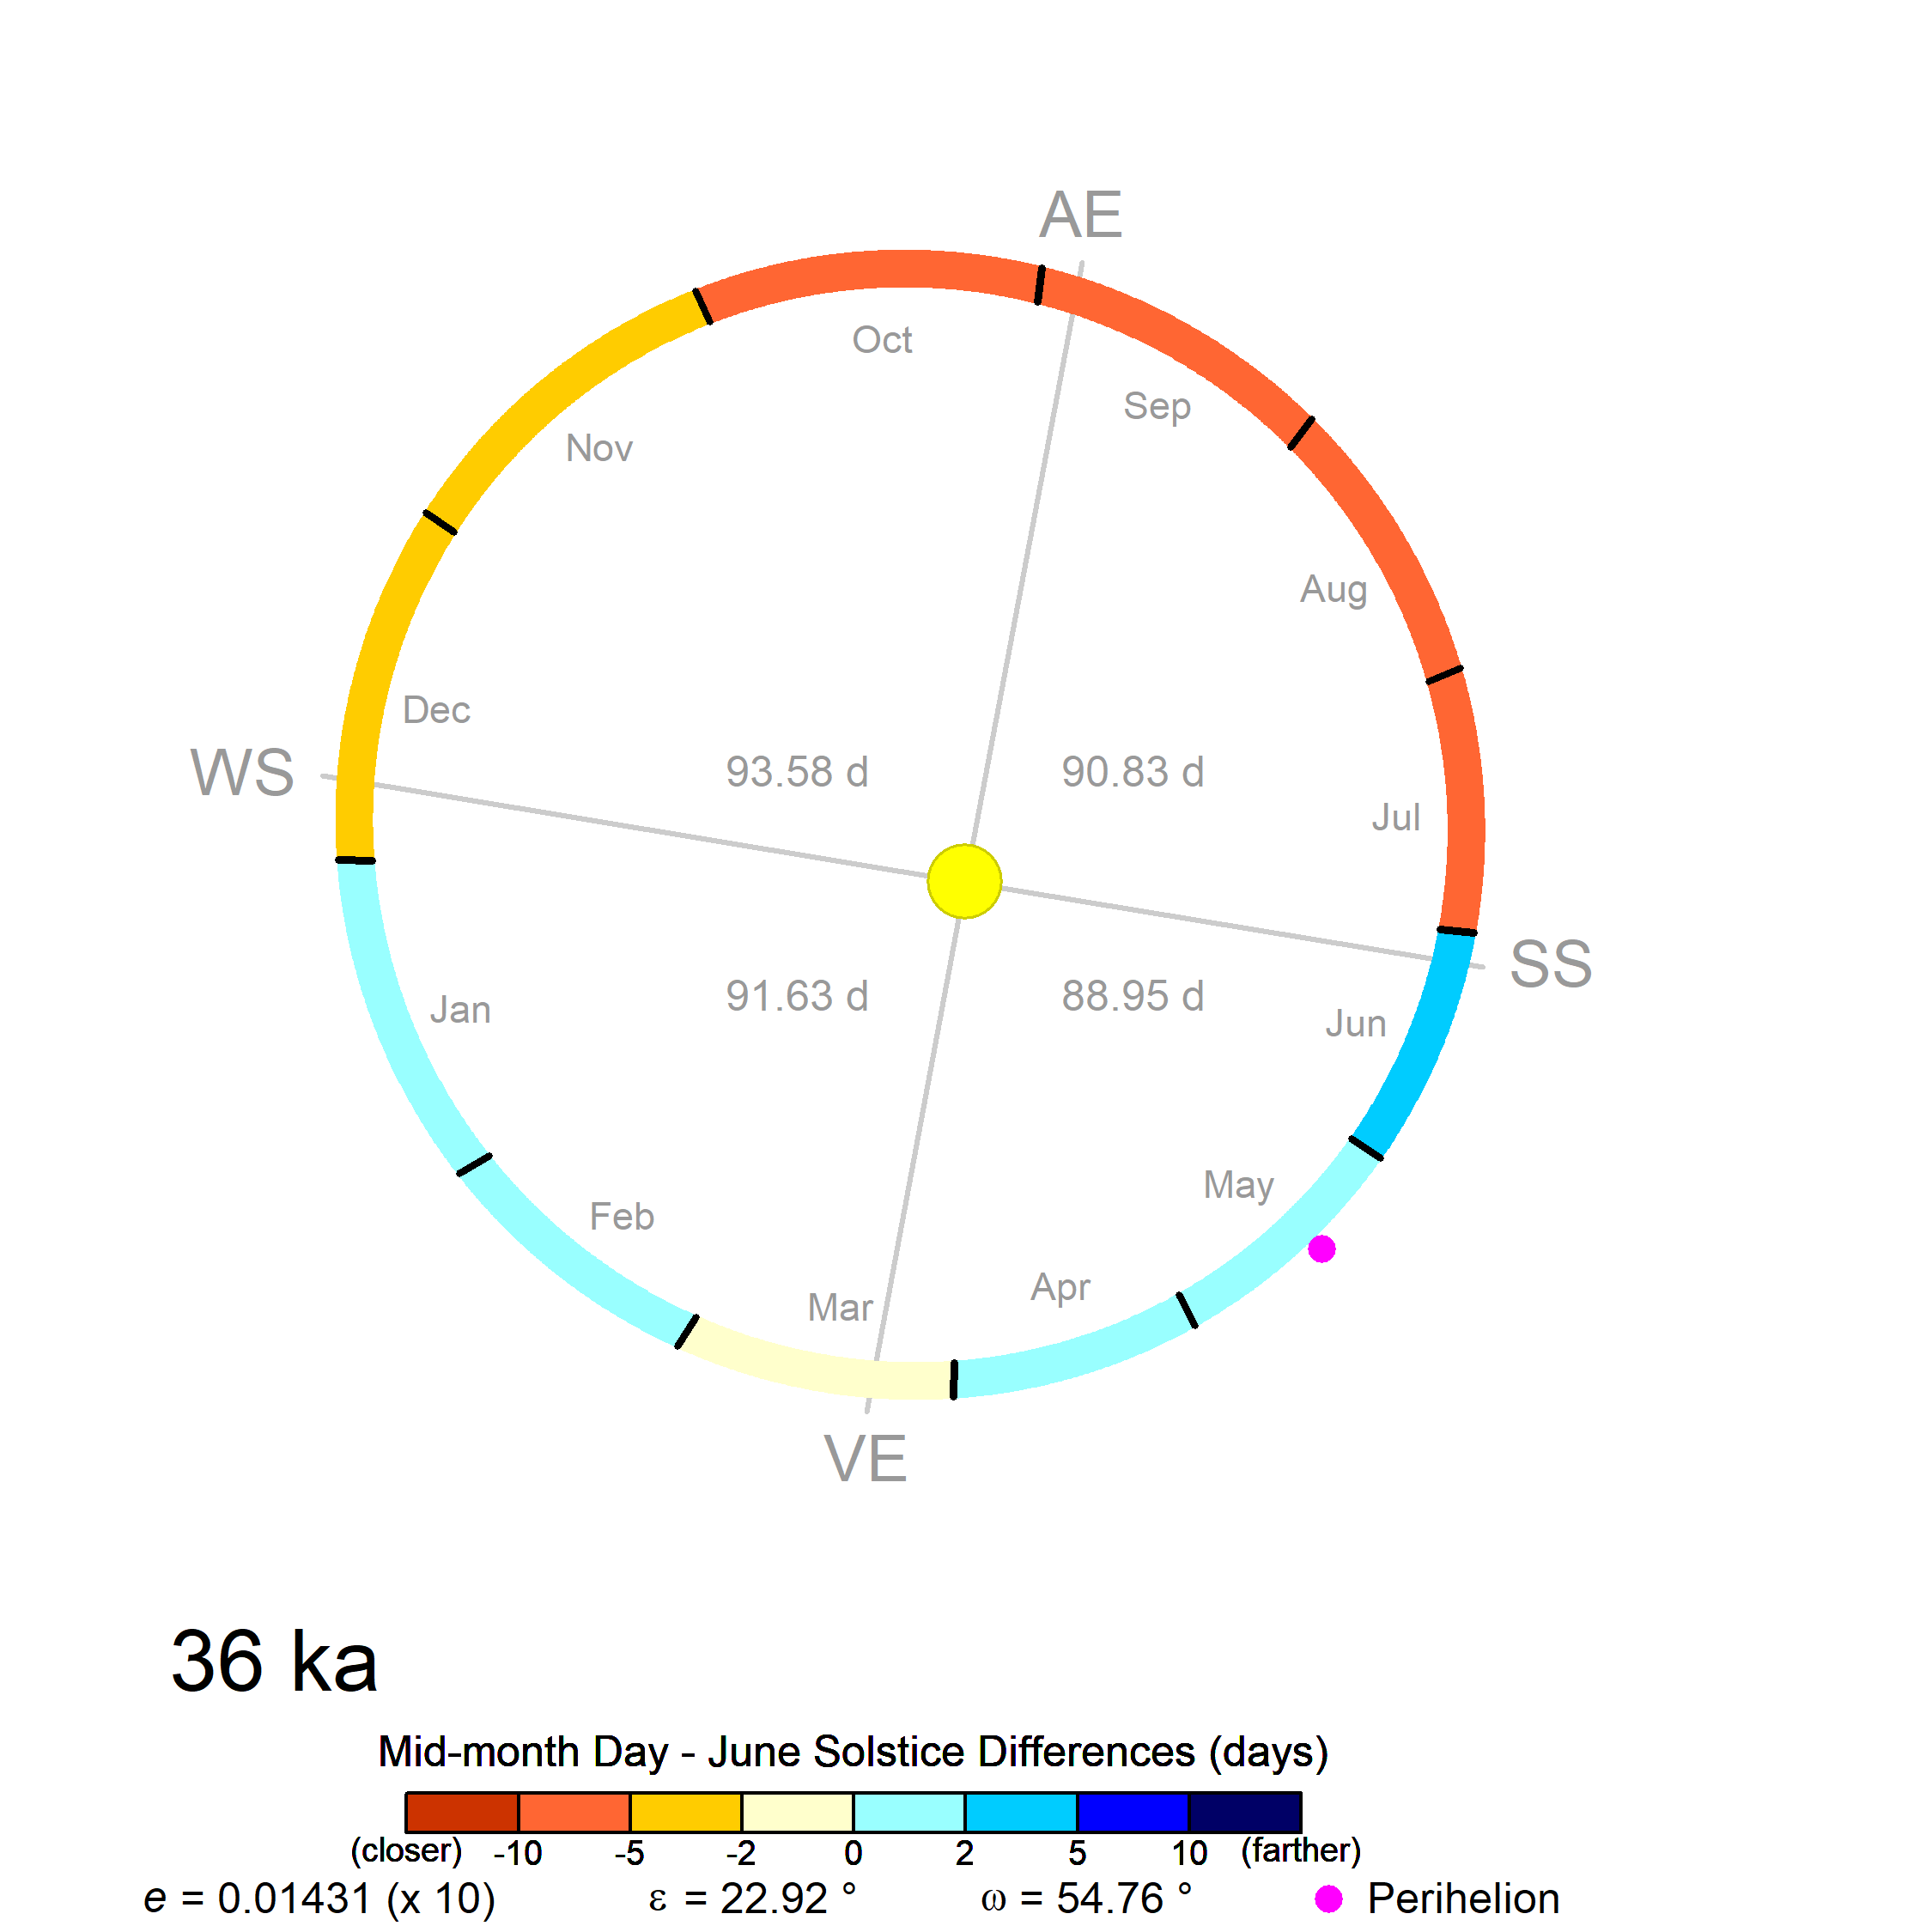 AE
Oct
Sep
Nov
Aug
Dec
WS
93.58 d
90.83 d
Jul
SS
91.63 d
88.95 d
Jan
Jun
May
Feb
Apr
Mar
VE
36 ka
Mid-month Day - June Solstice Differences (days)
(closer) -10 -5 -2 0 2 5 10 (farther)
e = 0.01431 (x 10) ε = 22.92 ° ω = 54.76 ° Perihelion